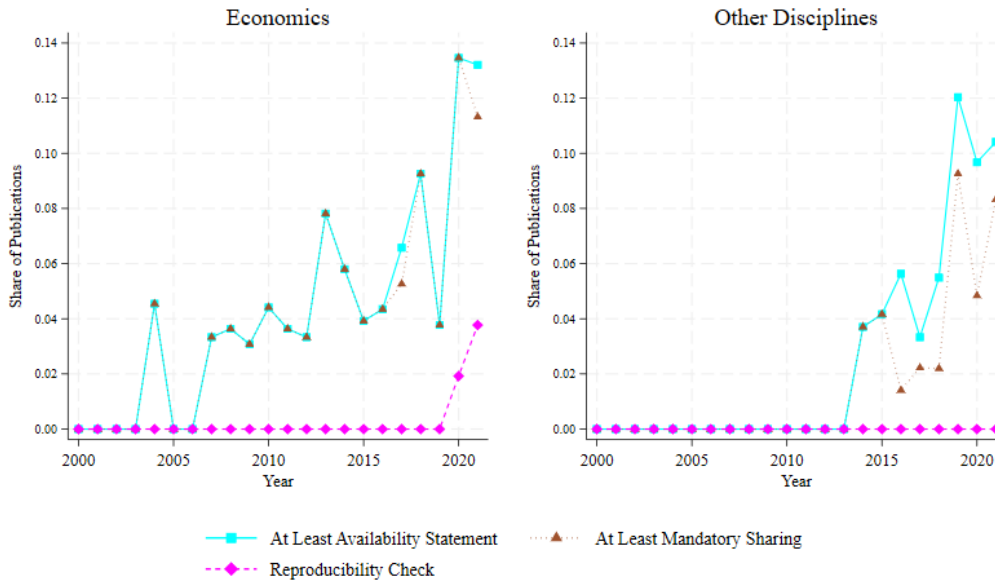 Economics
Other Disciplines
Share of Publications
0.14
0.12
0.10
0.08
0.06
0.04
0.02
0.00
2000 2005 2010 2015 2020
Year
Share of Publications
0.14
0.12
0.10
0.08
0.06
0.04
0.02
0.00
2000 2005 2010 2015 2020
Year
At Least Availability Statement
At Least Mandatory Sharing
Reproducibility Check